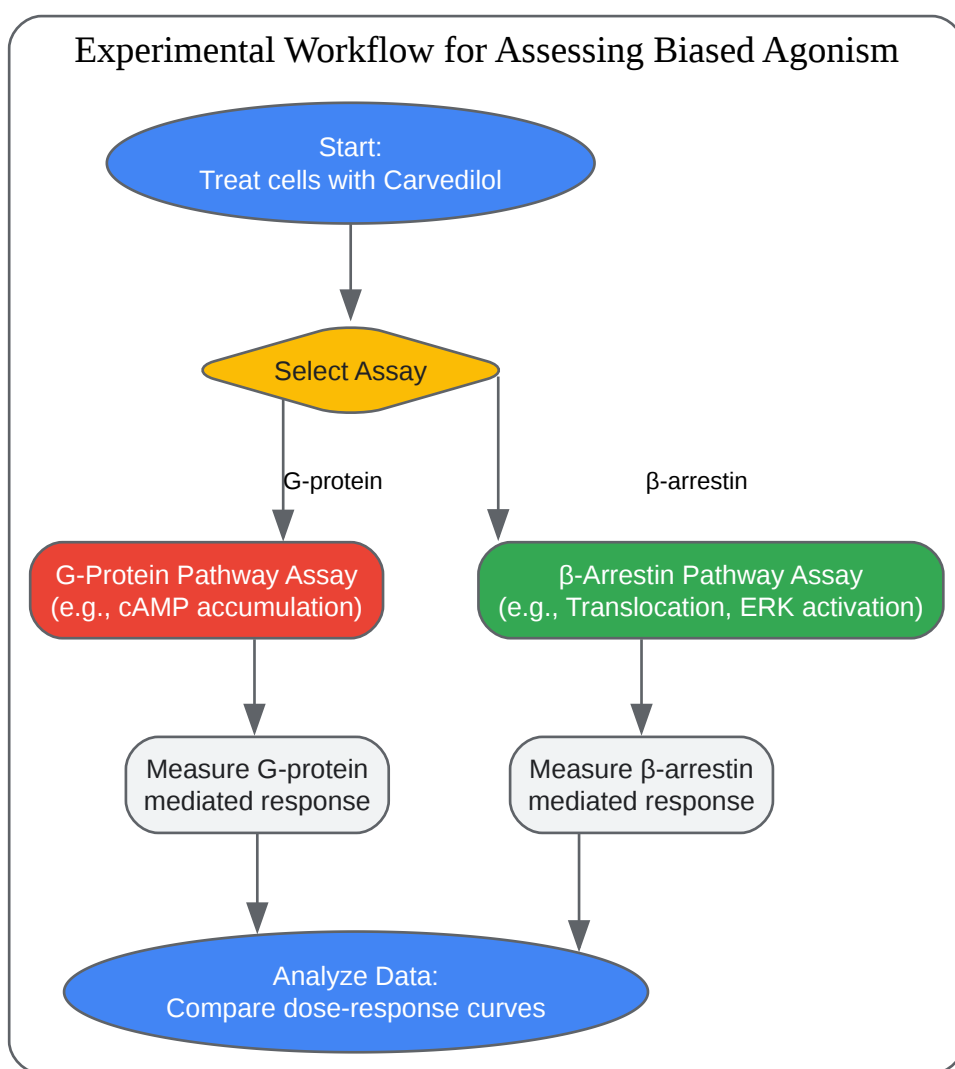 Experimental Workflow for Assessing Biased Agonism
Start:
Treat cells with Carvedilol
Select Assay
G-protein
β-arrestin
G-Protein Pathway Assay
(e.g., cAMP accumulation)
β-Arrestin Pathway Assay
(e.g., Translocation, ERK activation)
Measure G-protein
mediated response
Measure β-arrestin
mediated response
Analyze Data:
Compare dose-response curves